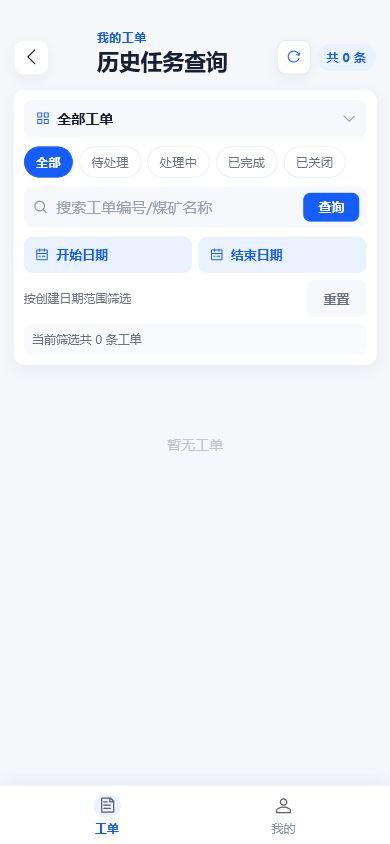 我的工单
历史任务查询
共 0 条
全部工单
全部 待处理 处理中 已完成 已关闭
搜索工单编号/煤矿名称 查询
开始日期 结束日期
按创建日期范围筛选 重置
当前筛选共 0 条工单
暂无工单
工单 我的